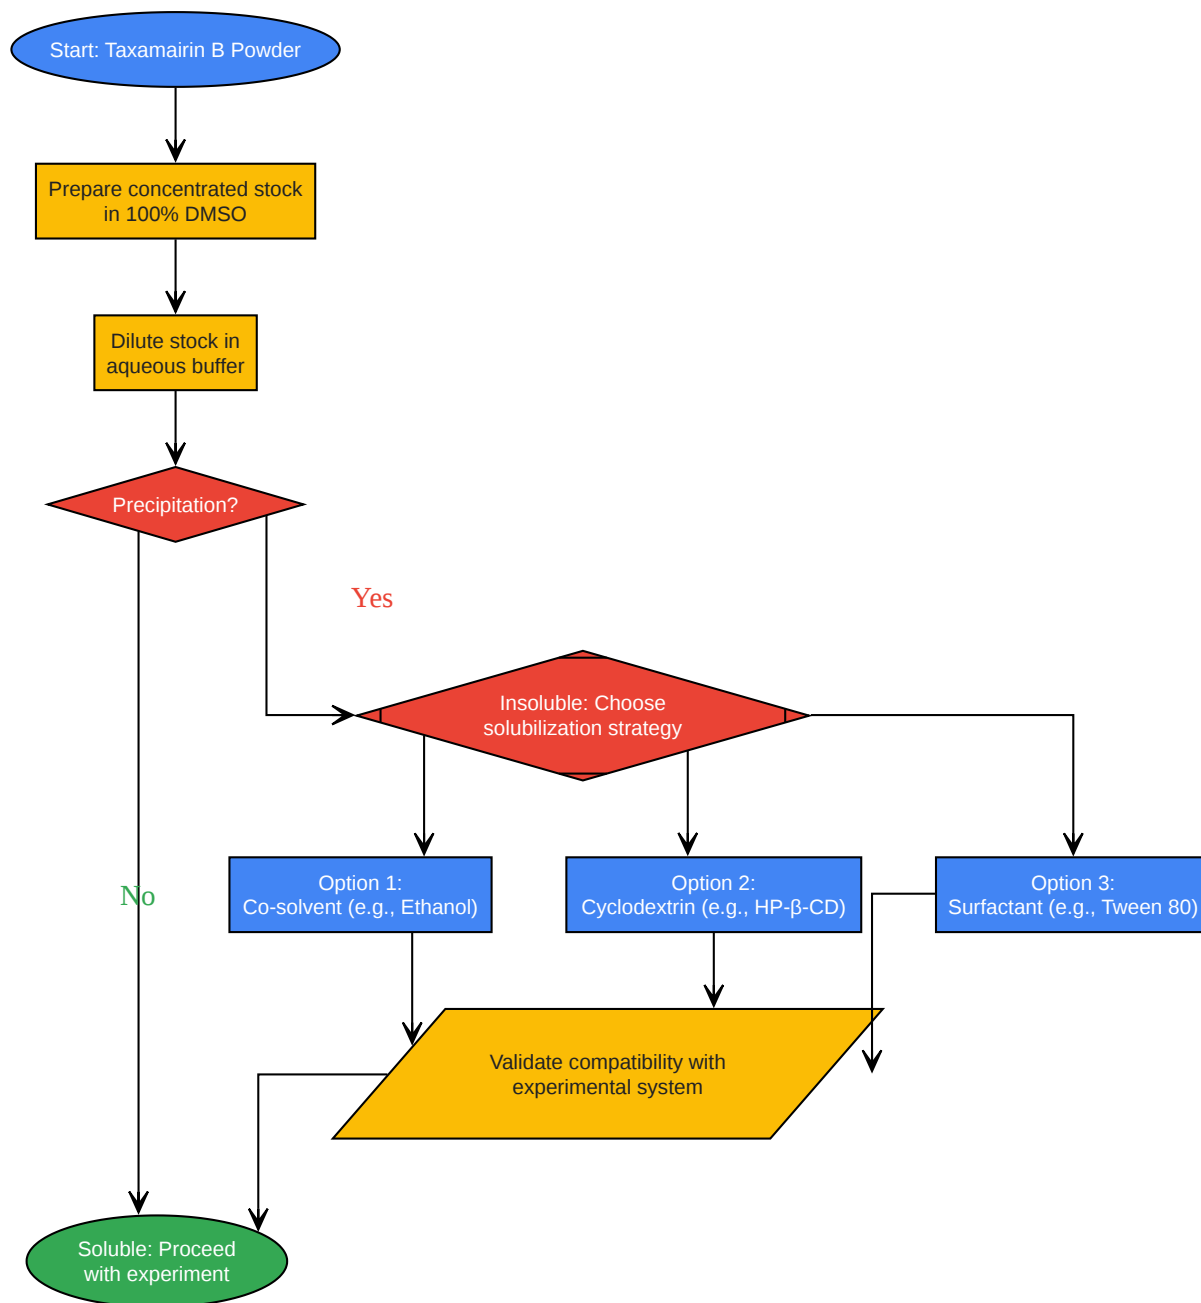 Start: Taxamairin B Powder
Prepare concentrated stock
in 100% DMSO
Dilute stock in
aqueous buffer
Precipitation?
Yes
Insoluble: Choose
solubilization strategy
No
Option 1:
Co-solvent (e.g., Ethanol)
Option 2:
Cyclodextrin (e.g., HP-β-CD)
Option 3:
Surfactant (e.g., Tween 80)
Validate compatibility with
experimental system
Soluble: Proceed
with experiment